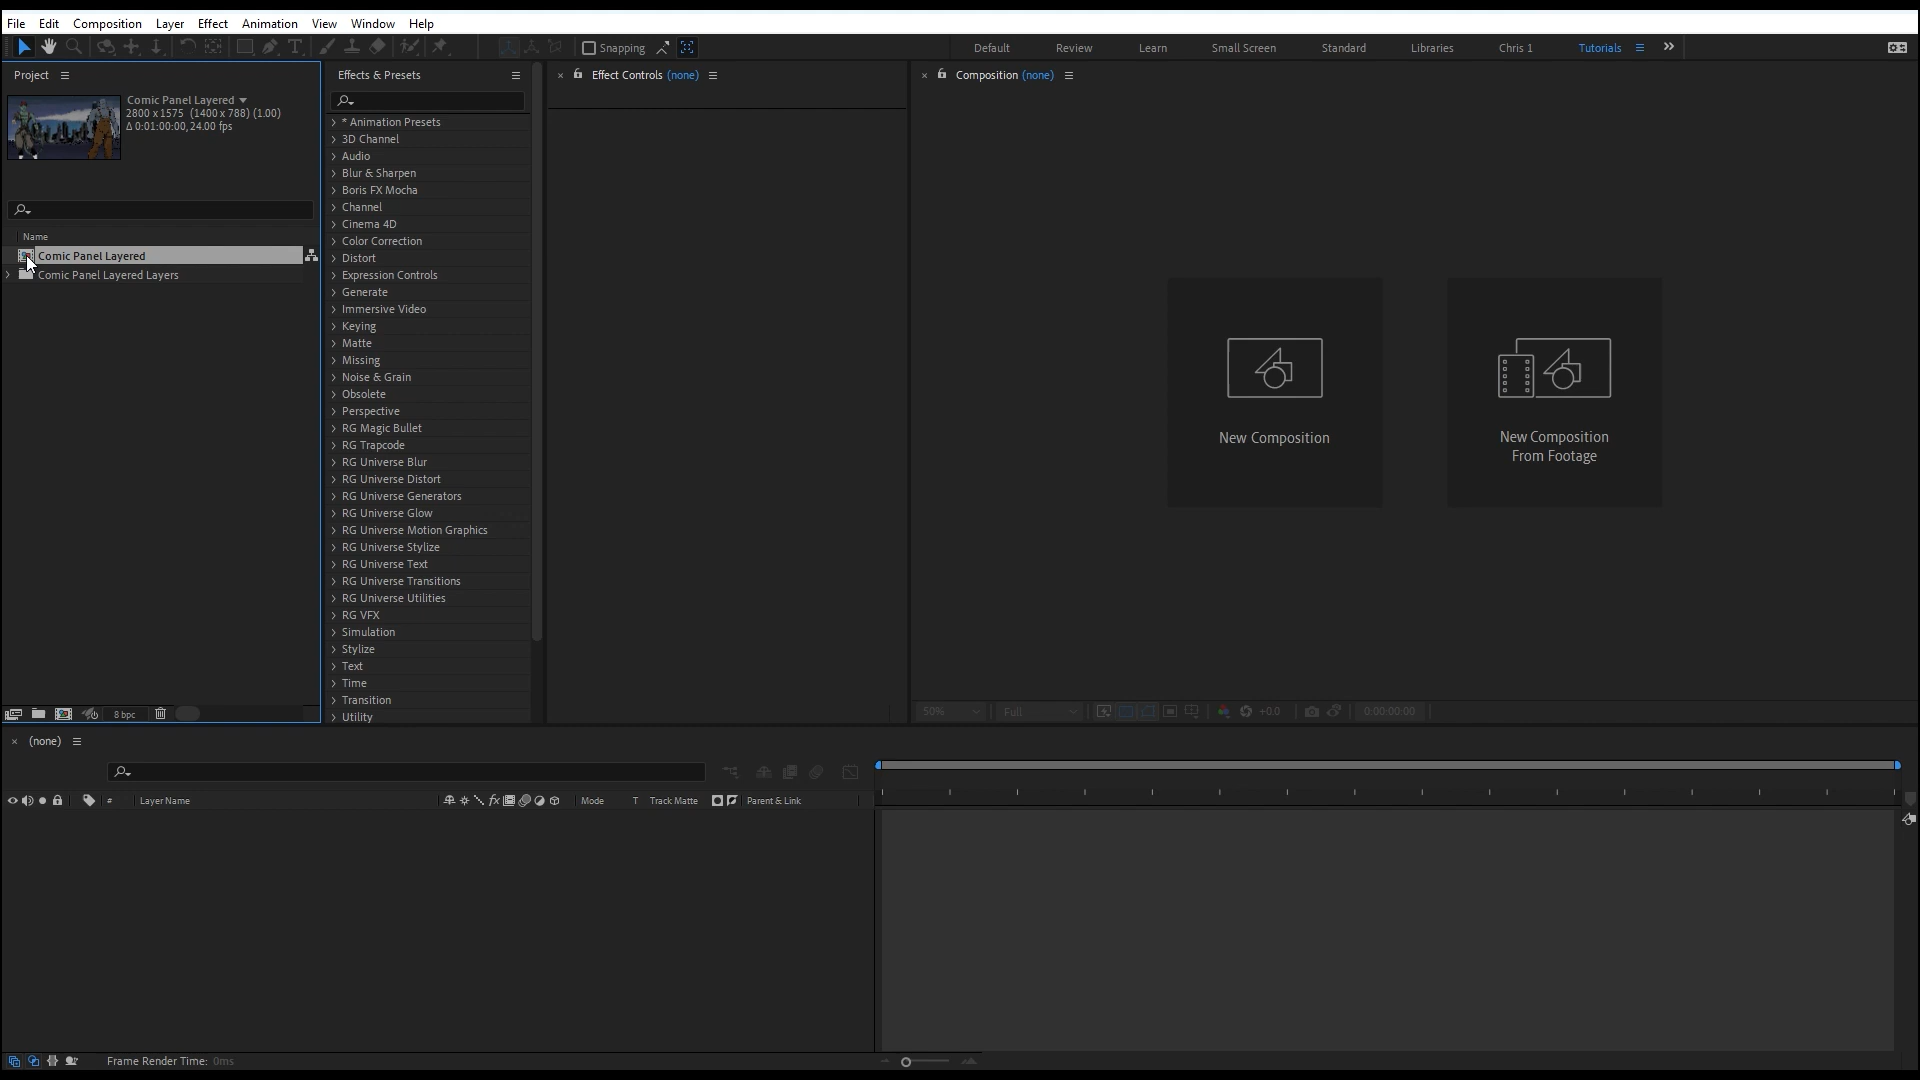 File Edit Composition Layer Effect Animation View Window Help
Snapping
Default Review Learn Small Screen Standard Libraries Chris 1 Tutorials
Project
Comic Panel Layered
2800 x 1575 (1400 x 788) (1.00)
Δ 0:01:00:00, 24.00 fps
Name
Comic Panel Layered
Comic Panel Layered Layers
8 bpc
Effects & Presets
* Animation Presets
3D Channel
Audio
Blur & Sharpen
Boris FX Mocha
Channel
Cinema 4D
Color Correction
Distort
Expression Controls
Generate
Immersive Video
Keying
Matte
Missing
Noise & Grain
Obsolete
Perspective
RG Magic Bullet
RG Trapcode
RG Universe Blur
RG Universe Distort
RG Universe Generators
RG Universe Glow
RG Universe Motion Graphics
RG Universe Stylize
RG Universe Text
RG Universe Transitions
RG Universe Utilities
RG VFX
Simulation
Stylize
Text
Time
Transition
Utility
Effect Controls (none)
Composition (none)
New Composition
New Composition
From Footage
50% Full +0.0 0:00:00:00
(none)
# Layer Name fx Mode T Track Matte Parent & Link
Frame Render Time: 0ms